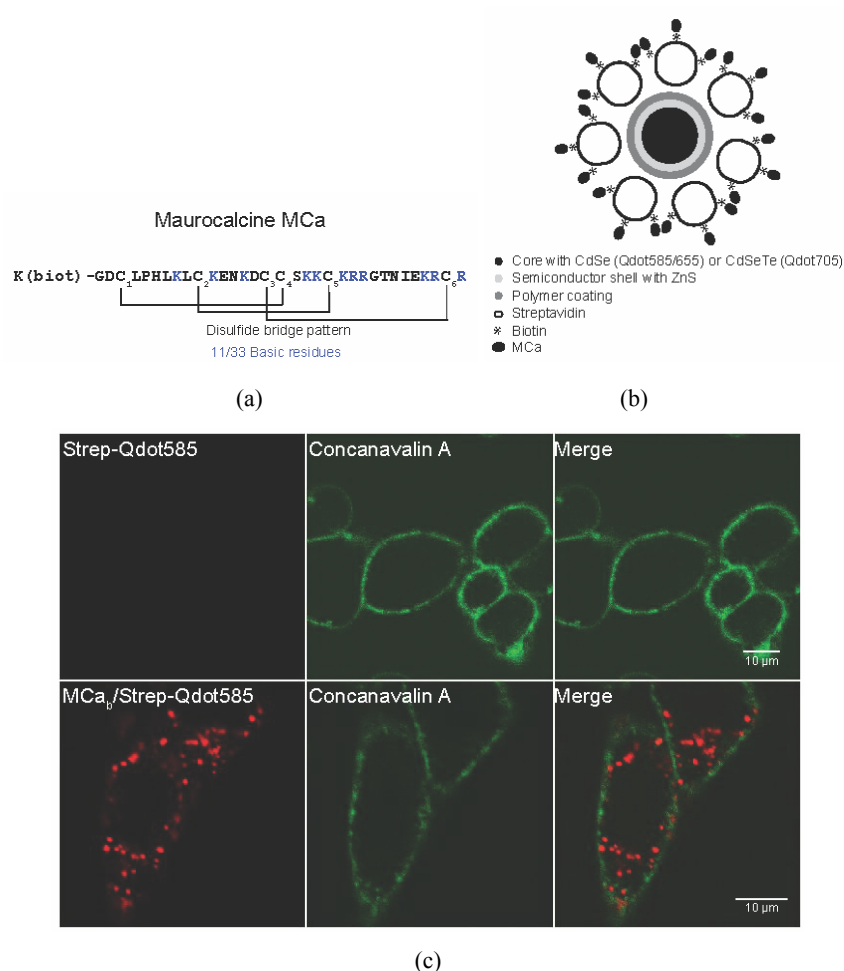 Maurocalcine MCa
K(biot)-GDC1LPHLKLC2KENKDC3C4SKKC5KRRGTNIEKRC6R
Disulfide bridge pattern
11/33 Basic residues
(a)
Core with CdSe (Qdot585/655) or CdSeTe (Qdot705)
Semiconductor shell with ZnS
Polymer coating
Streptavidin
Biotin
MCa
(b)
Strep-Qdot585
Concanavalin A
Merge
10 µm
MCab/Strep-Qdot585
Concanavalin A
Merge
10 µm
(c)